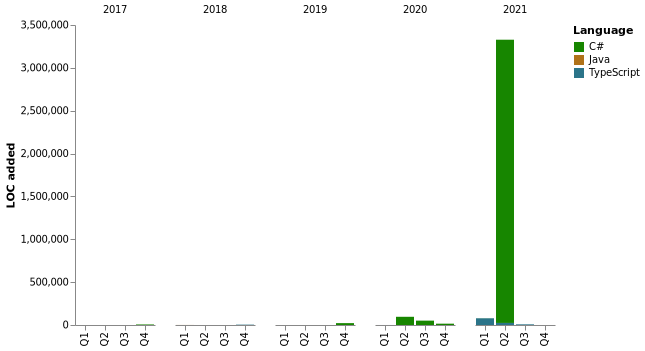 2017 2018 2019 2020 2021
3,500,000
3,000,000
2,500,000
2,000,000
1,500,000
1,000,000
500,000
0
LOC added
Q1 Q2 Q3 Q4 Q1 Q2 Q3 Q4 Q1 Q2 Q3 Q4 Q1 Q2 Q3 Q4 Q1 Q2 Q3 Q4
Language
C#
Java
TypeScript